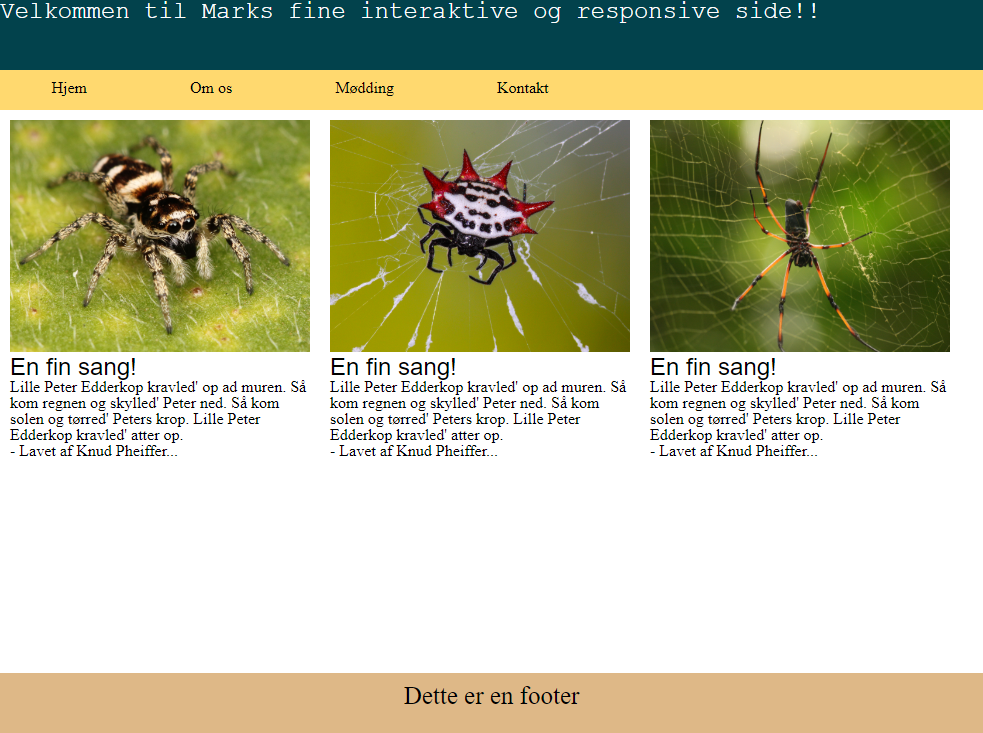 Velkommen til Marks fine interaktive og responsive side!!
Hjem Om os Mødding Kontakt
En fin sang!
Lille Peter Edderkop kravled' op ad muren. Så
kom regnen og skylled' Peter ned. Så kom
solen og tørred' Peters krop. Lille Peter
Edderkop kravled' atter op.
- Lavet af Knud Pheiffer...
En fin sang!
Lille Peter Edderkop kravled' op ad muren. Så
kom regnen og skylled' Peter ned. Så kom
solen og tørred' Peters krop. Lille Peter
Edderkop kravled' atter op.
- Lavet af Knud Pheiffer...
En fin sang!
Lille Peter Edderkop kravled' op ad muren. Så
kom regnen og skylled' Peter ned. Så kom
solen og tørred' Peters krop. Lille Peter
Edderkop kravled' atter op.
- Lavet af Knud Pheiffer...
Dette er en footer